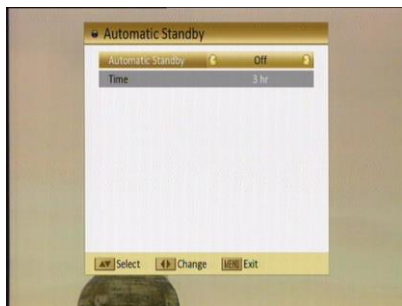 Automatic Standby
Automatic Standby Off
Time 3 hr
Select Change MENU Exit